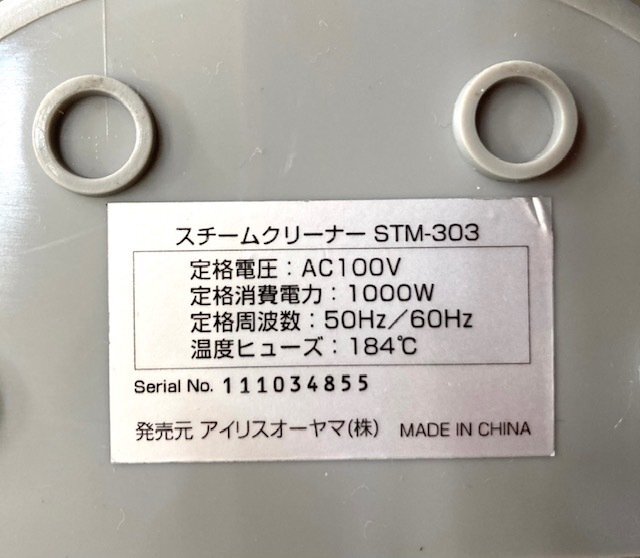 スチームクリーナー STM-303
定格電圧：AC100V
定格消費電力：1000W
定格周波数：50Hz／60Hz
温度ヒューズ：184℃
Serial No. 111034855
発売元 アイリスオーヤマ(株) MADE IN CHINA